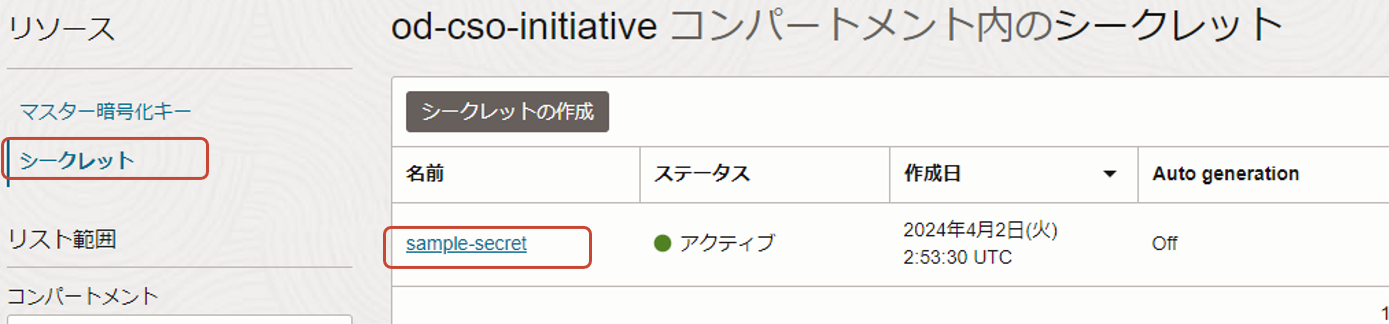 リソース
マスター暗号化キー
シークレット
リスト範囲
コンパートメント
od-cso-initiative コンパートメント内のシークレット
シークレットの作成
名前 ステータス 作成日 Auto generation
sample-secret アクティブ 2024年4月2日(火) Off
2:53:30 UTC
1